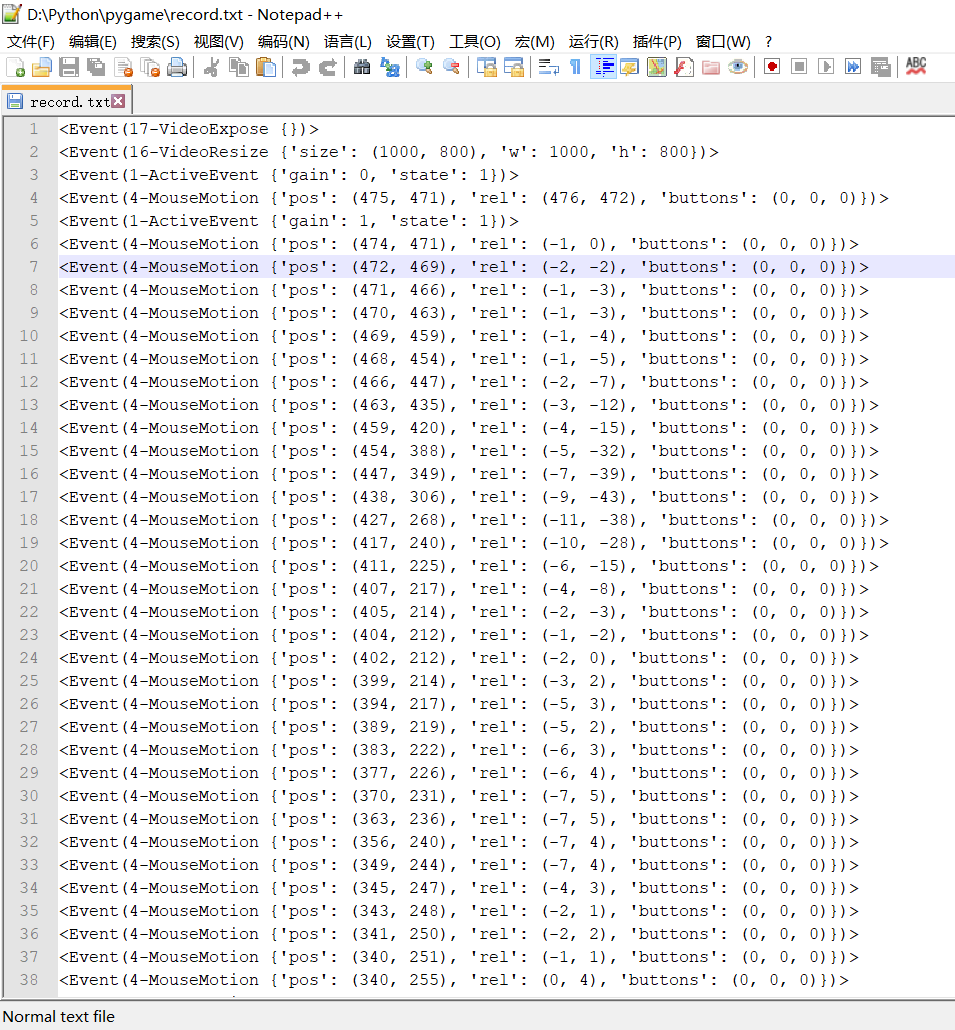 D:\Python\pygame\record.txt - Notepad++
文件(F) 编辑(E) 搜索(S) 视图(V) 编码(N) 语言(L) 设置(T) 工具(O) 宏(M) 运行(R) 插件(P) 窗口(W) ?
ABC
record.txt
1 <Event(17-VideoExpose {})>
2 <Event(16-VideoResize {'size': (1000, 800), 'w': 1000, 'h': 800})>
3 <Event(1-ActiveEvent {'gain': 0, 'state': 1})>
4 <Event(4-MouseMotion {'pos': (475, 471), 'rel': (476, 472), 'buttons': (0, 0, 0)})>
5 <Event(1-ActiveEvent {'gain': 1, 'state': 1})>
6 <Event(4-MouseMotion {'pos': (474, 471), 'rel': (-1, 0), 'buttons': (0, 0, 0)})>
7 <Event(4-MouseMotion {'pos': (472, 469), 'rel': (-2, -2), 'buttons': (0, 0, 0)})>
8 <Event(4-MouseMotion {'pos': (471, 466), 'rel': (-1, -3), 'buttons': (0, 0, 0)})>
9 <Event(4-MouseMotion {'pos': (470, 463), 'rel': (-1, -3), 'buttons': (0, 0, 0)})>
10 <Event(4-MouseMotion {'pos': (469, 459), 'rel': (-1, -4), 'buttons': (0, 0, 0)})>
11 <Event(4-MouseMotion {'pos': (468, 454), 'rel': (-1, -5), 'buttons': (0, 0, 0)})>
12 <Event(4-MouseMotion {'pos': (466, 447), 'rel': (-2, -7), 'buttons': (0, 0, 0)})>
13 <Event(4-MouseMotion {'pos': (463, 435), 'rel': (-3, -12), 'buttons': (0, 0, 0)})>
14 <Event(4-MouseMotion {'pos': (459, 420), 'rel': (-4, -15), 'buttons': (0, 0, 0)})>
15 <Event(4-MouseMotion {'pos': (454, 388), 'rel': (-5, -32), 'buttons': (0, 0, 0)})>
16 <Event(4-MouseMotion {'pos': (447, 349), 'rel': (-7, -39), 'buttons': (0, 0, 0)})>
17 <Event(4-MouseMotion {'pos': (438, 306), 'rel': (-9, -43), 'buttons': (0, 0, 0)})>
18 <Event(4-MouseMotion {'pos': (427, 268), 'rel': (-11, -38), 'buttons': (0, 0, 0)})>
19 <Event(4-MouseMotion {'pos': (417, 240), 'rel': (-10, -28), 'buttons': (0, 0, 0)})>
20 <Event(4-MouseMotion {'pos': (411, 225), 'rel': (-6, -15), 'buttons': (0, 0, 0)})>
21 <Event(4-MouseMotion {'pos': (407, 217), 'rel': (-4, -8), 'buttons': (0, 0, 0)})>
22 <Event(4-MouseMotion {'pos': (405, 214), 'rel': (-2, -3), 'buttons': (0, 0, 0)})>
23 <Event(4-MouseMotion {'pos': (404, 212), 'rel': (-1, -2), 'buttons': (0, 0, 0)})>
24 <Event(4-MouseMotion {'pos': (402, 212), 'rel': (-2, 0), 'buttons': (0, 0, 0)})>
25 <Event(4-MouseMotion {'pos': (399, 214), 'rel': (-3, 2), 'buttons': (0, 0, 0)})>
26 <Event(4-MouseMotion {'pos': (394, 217), 'rel': (-5, 3), 'buttons': (0, 0, 0)})>
27 <Event(4-MouseMotion {'pos': (389, 219), 'rel': (-5, 2), 'buttons': (0, 0, 0)})>
28 <Event(4-MouseMotion {'pos': (383, 222), 'rel': (-6, 3), 'buttons': (0, 0, 0)})>
29 <Event(4-MouseMotion {'pos': (377, 226), 'rel': (-6, 4), 'buttons': (0, 0, 0)})>
30 <Event(4-MouseMotion {'pos': (370, 231), 'rel': (-7, 5), 'buttons': (0, 0, 0)})>
31 <Event(4-MouseMotion {'pos': (363, 236), 'rel': (-7, 5), 'buttons': (0, 0, 0)})>
32 <Event(4-MouseMotion {'pos': (356, 240), 'rel': (-7, 4), 'buttons': (0, 0, 0)})>
33 <Event(4-MouseMotion {'pos': (349, 244), 'rel': (-7, 4), 'buttons': (0, 0, 0)})>
34 <Event(4-MouseMotion {'pos': (345, 247), 'rel': (-4, 3), 'buttons': (0, 0, 0)})>
35 <Event(4-MouseMotion {'pos': (343, 248), 'rel': (-2, 1), 'buttons': (0, 0, 0)})>
36 <Event(4-MouseMotion {'pos': (341, 250), 'rel': (-2, 2), 'buttons': (0, 0, 0)})>
37 <Event(4-MouseMotion {'pos': (340, 251), 'rel': (-1, 1), 'buttons': (0, 0, 0)})>
38 <Event(4-MouseMotion {'pos': (340, 255), 'rel': (0, 4), 'buttons': (0, 0, 0)})>
Normal text file